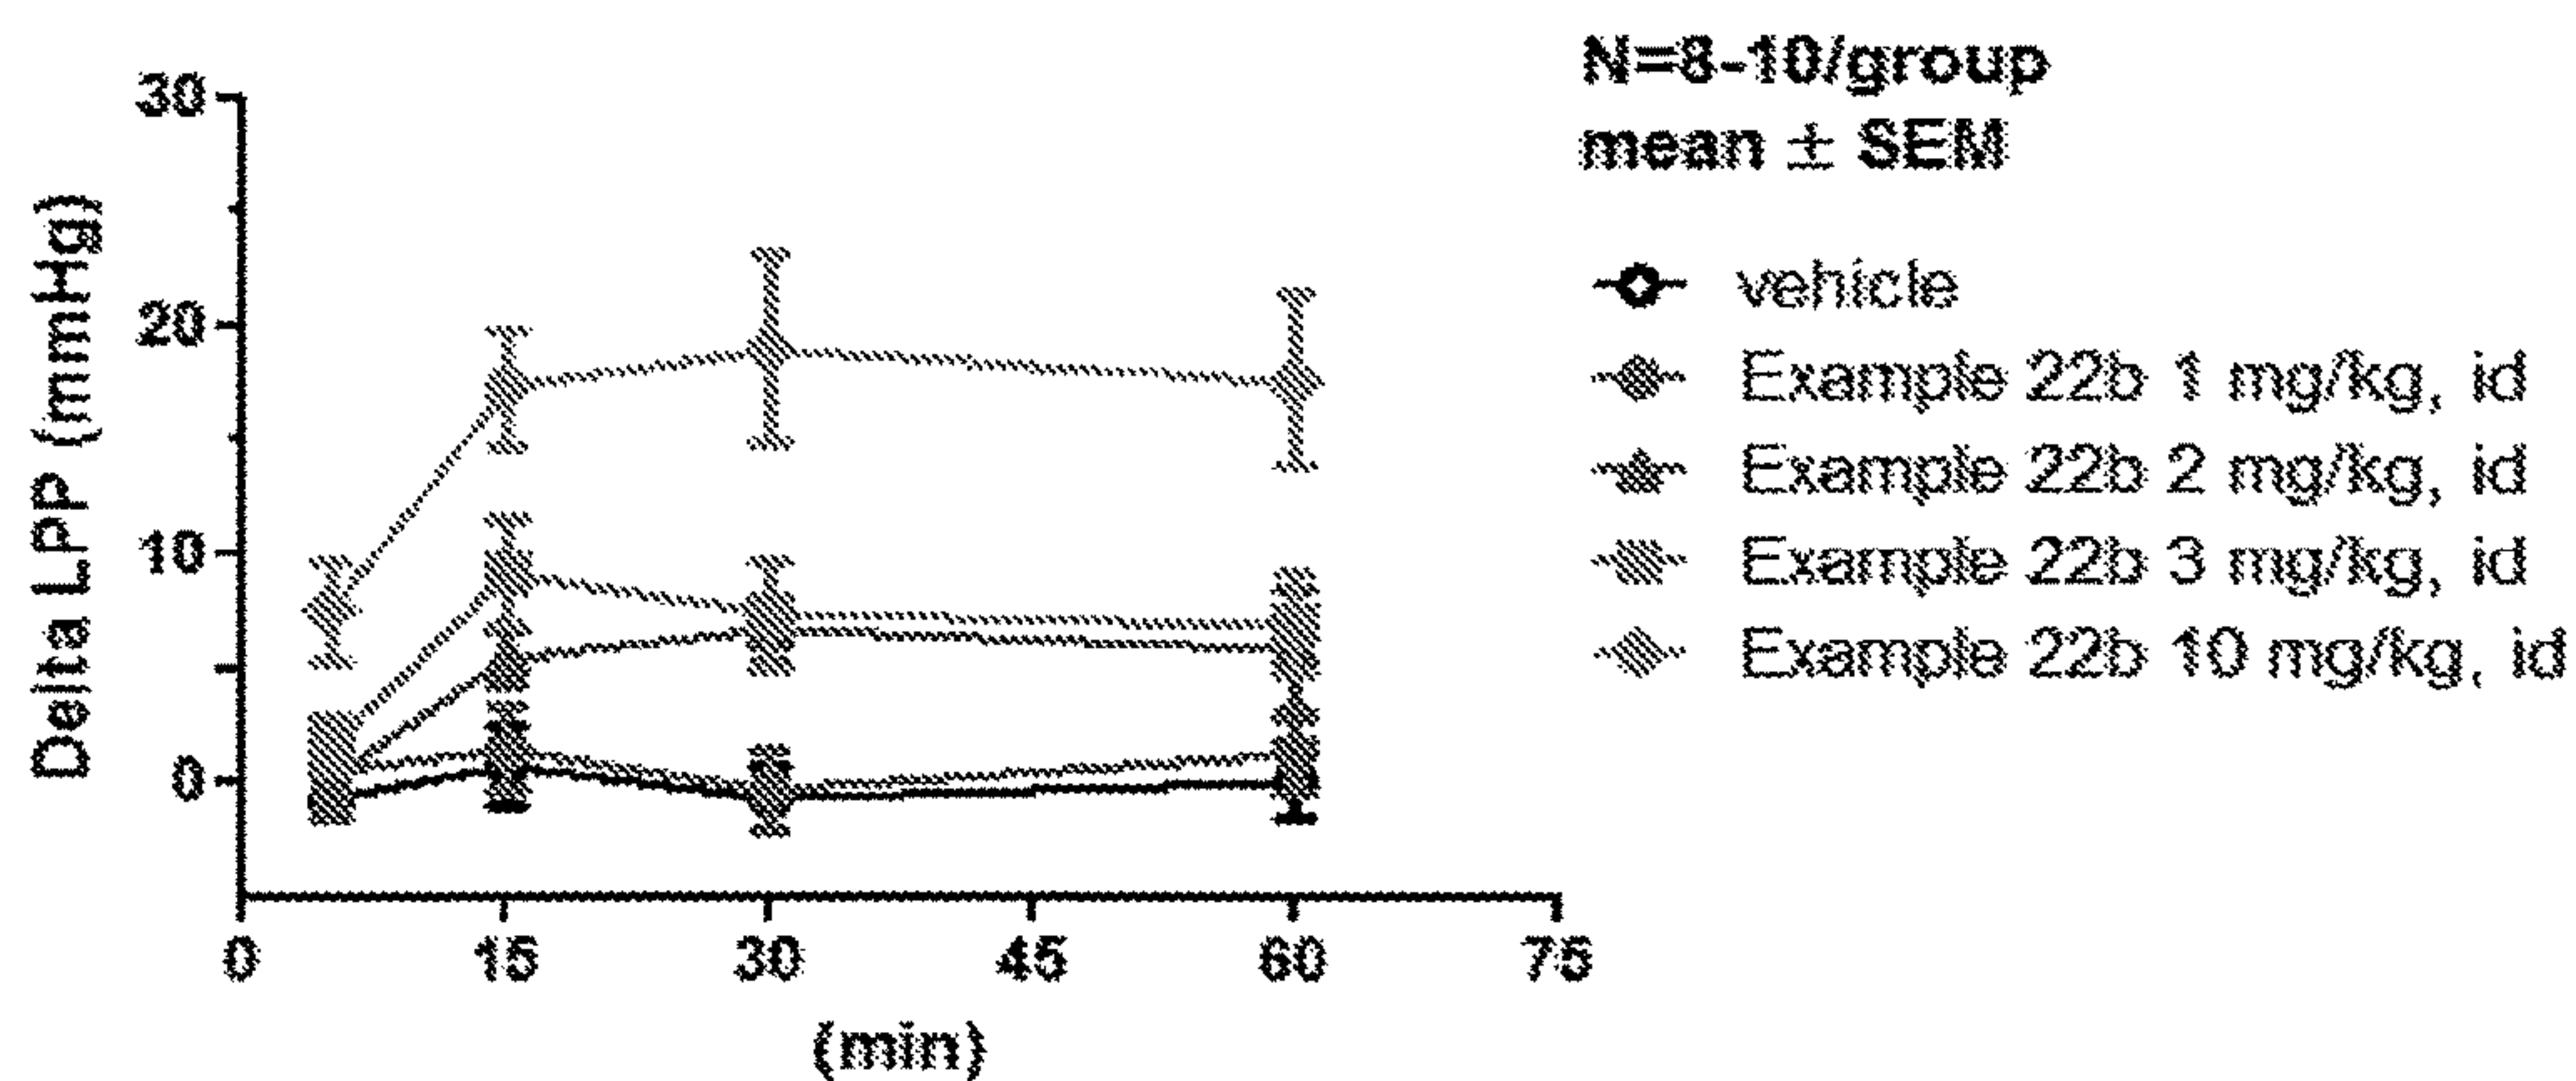 N=8-10/group
mean ± SEM
vehicle
Example 22b 1 mg/kg, id
Example 22b 2 mg/kg, id
Example 22b 3 mg/kg, id
Example 22b 10 mg/kg, id
Delta LPP (mmHg)
30
20
10
0
0 15 30 45 60 75
(min)